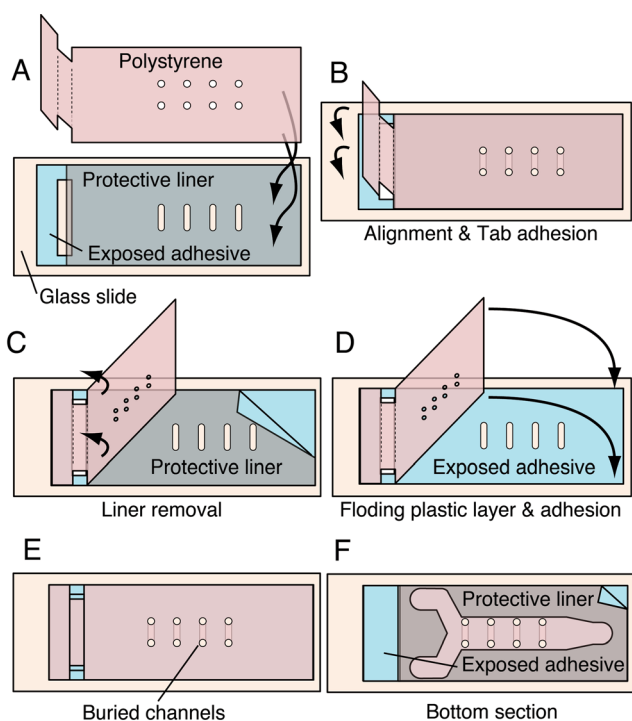 A
Polystyrene
Protective liner
Exposed adhesive
Glass slide
B
Alignment & Tab adhesion
C
Protective liner
Liner removal
D
Exposed adhesive
Floding plastic layer & adhesion
E
Buried channels
F
Protective liner
Exposed adhesive
Bottom section